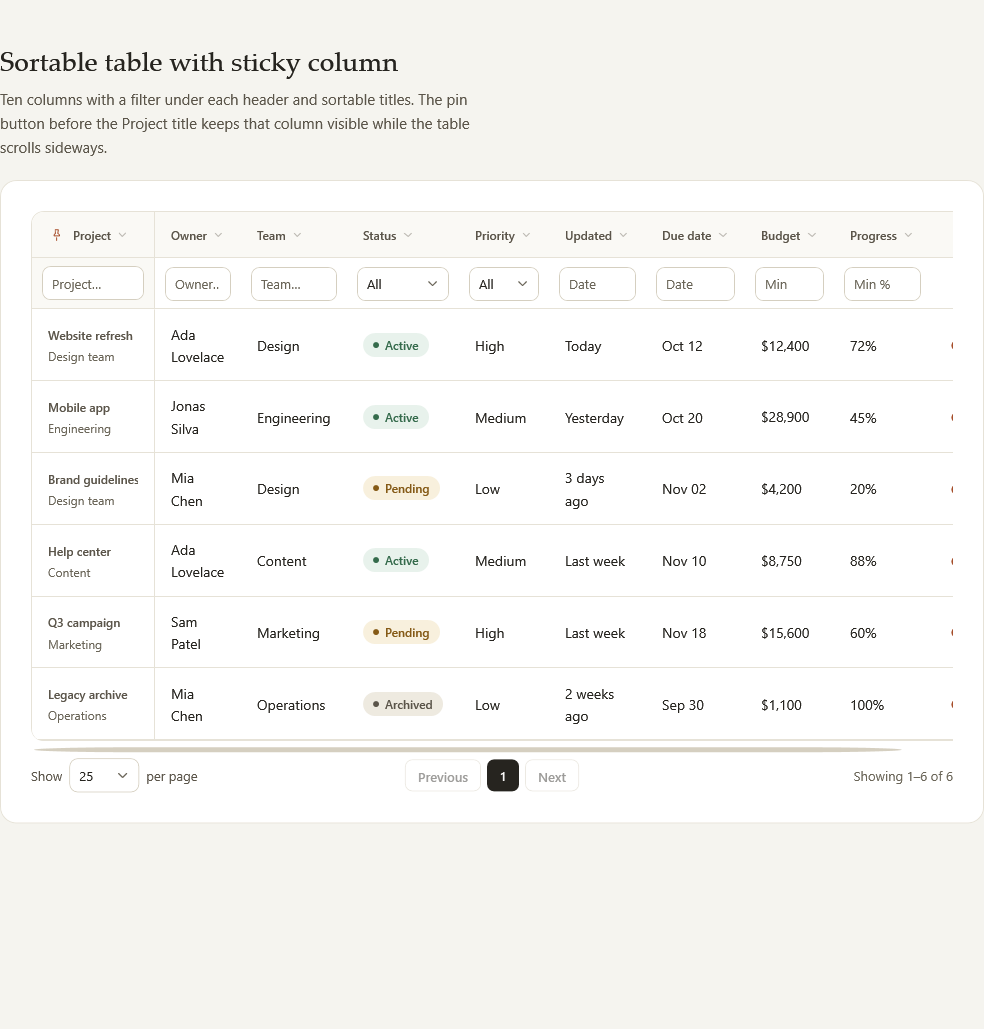 Sortable table with sticky column
Ten columns with a filter under each header and sortable titles. The pin
button before the Project title keeps that column visible while the table
scrolls sideways.
Project Owner Team Status Priority Updated Due date Budget Progress
Project... Owner.. Team... All All Date Date Min Min %
Website refresh
Design team
Ada
Lovelace
Design Active High Today Oct 12 $12,400 72%
Mobile app
Engineering
Jonas
Silva
Engineering Active Medium Yesterday Oct 20 $28,900 45%
Brand guidelines
Design team
Mia
Chen
Design Pending Low
3 days
ago
Nov 02 $4,200 20%
Help center
Content
Ada
Lovelace
Content Active Medium Last week Nov 10 $8,750 88%
Q3 campaign
Marketing
Sam
Patel
Marketing Pending High Last week Nov 18 $15,600 60%
Legacy archive
Operations
Mia
Chen
Operations Archived Low
2 weeks
ago
Sep 30 $1,100 100%
Show 25 per page Previous 1 Next Showing 1–6 of 6